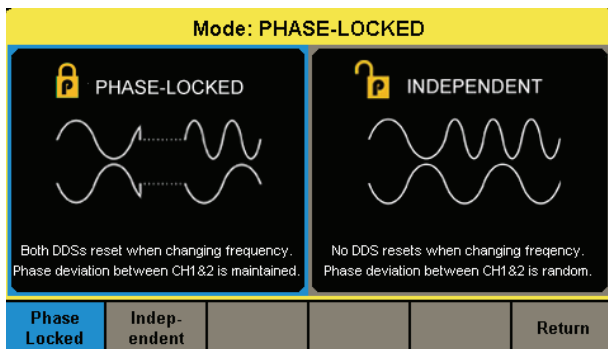 Mode: PHASE-LOCKED
P PHASE-LOCKED
Both DDSs reset when changing frequency.
Phase deviation between CH1&2 is maintained.
P INDEPENDENT
No DDS resets when changing freqency.
Phase deviation between CH1&2 is random.
Phase
Locked
Indep-
endent
Return